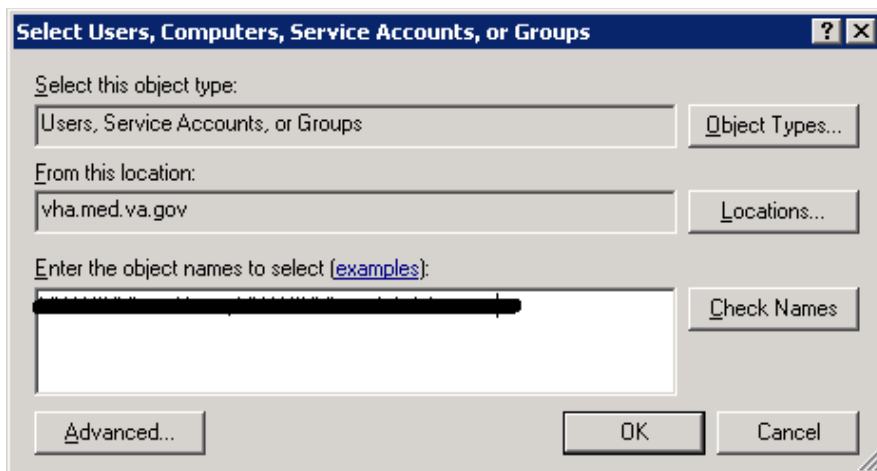 Select Users, Computers, Service Accounts, or Groups
Select this object type:
Users, Service Accounts, or Groups
Object Types...
From this location:
vha.med.va.gov
Locations...
Enter the object names to select (examples):
Check Names
Advanced...
OK
Cancel